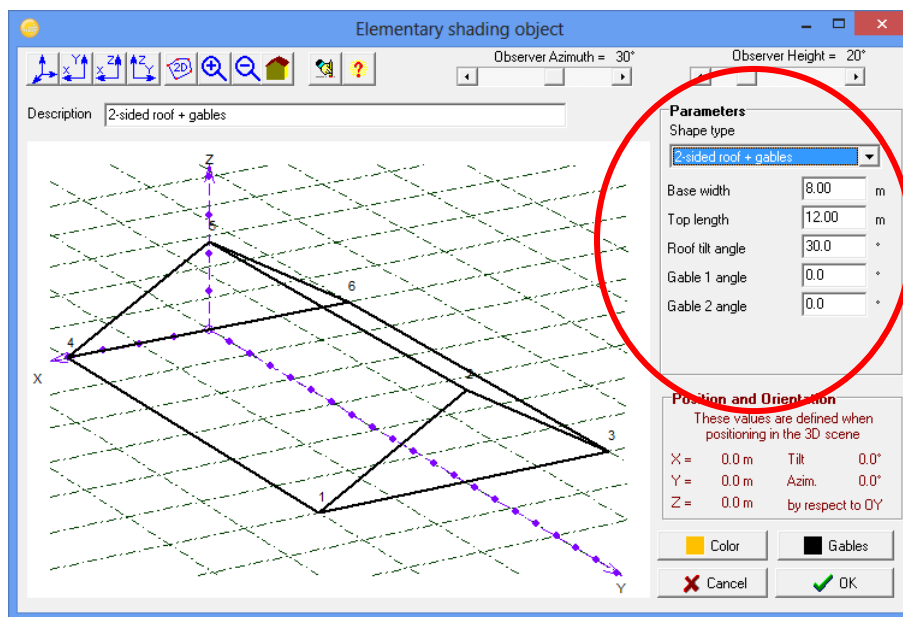 Elementary shading object
Observer Azimuth = 30°
Observer Height = 20°
2D
?
Description 2-sided roof + gables
Parameters
Shape type
2-sided roof + gables
Base width 8.00 m
Top length 12.00 m
Roof tilt angle 30.0 °
Gable 1 angle 0.0 °
Gable 2 angle 0.0 °
Z
5
6
4
X
2
3
1
Y
Position and Orientation
These values are defined when
positioning in the 3D scene
X = 0.0 m Tilt 0.0°
Y = 0.0 m Azim. 0.0°
Z = 0.0 m by respect to OY
Color
Gables
Cancel
OK